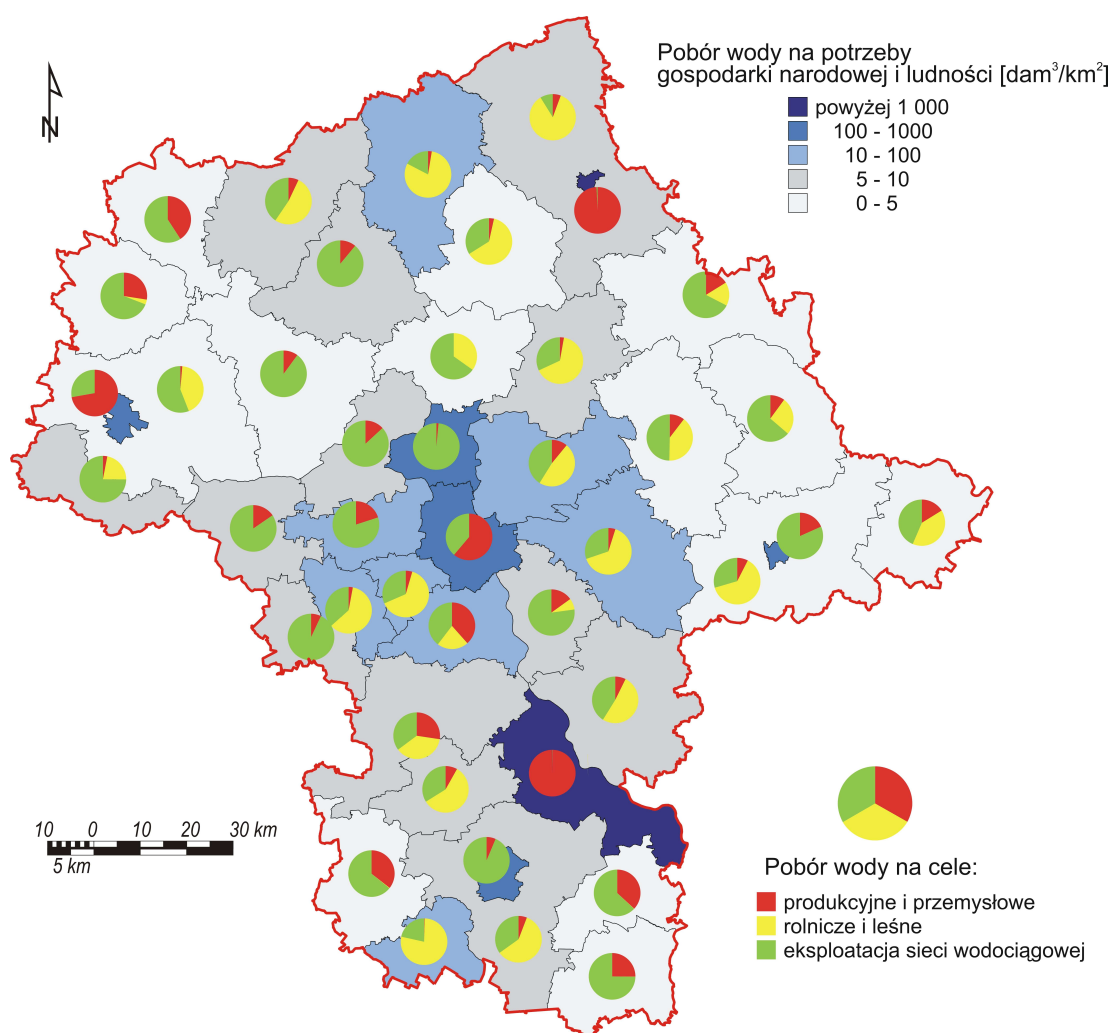 Pobór wody na potrzeby
gospodarki narodowej i ludności [dam³/km²]
powyżej 1 000
100 - 1000
10 - 100
5 - 10
0 - 5
N
10 0 10 20 30 km
5 km
Pobór wody na cele:
produkcyjne i przemysłowe
rolnicze i leśne
eksploatacja sieci wodociągowej